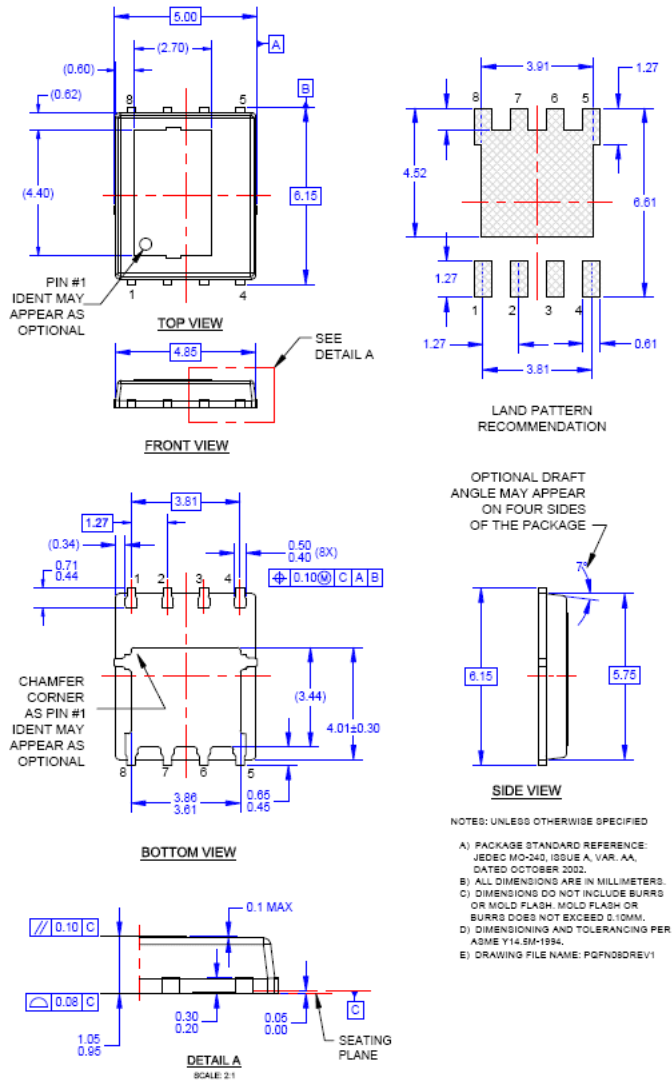 5.00
(2.70)
A
(0.60)
B
(0.62)
8
5
(4.40)
6.15
PIN #1
IDENT MAY
APPEAR AS
OPTIONAL
1
4
TOP VIEW
4.85
SEE
DETAIL A
FRONT VIEW
3.91
1.27
8
7
6
5
4.52
6.61
1.27
1
2
3
4
1.27
0.61
3.81
LAND PATTERN
RECOMMENDATION
3.81
1.27
(0.34)
0.50
0.40 (8X)
0.71
0.44
1
2
3
4
0.10 Ⓜ C A B
CHAMFER
CORNER
AS PIN #1
IDENT MAY
APPEAR AS
OPTIONAL
(3.44)
4.01±0.30
8
7
6
5
3.86
3.61
0.65
0.45
BOTTOM VIEW
OPTIONAL DRAFT
ANGLE MAY APPEAR
ON FOUR SIDES
OF THE PACKAGE
7°
6.15
5.75
SIDE VIEW
NOTES: UNLESS OTHERWISE SPECIFIED
A) PACKAGE STANDARD REFERENCE:
JEDEC MO-240, ISSUE A, VAR. AA,
DATED OCTOBER 2002.
B) ALL DIMENSIONS ARE IN MILLIMETERS.
C) DIMENSIONS DO NOT INCLUDE BURRS
OR MOLD FLASH. MOLD FLASH OR
BURRS DOES NOT EXCEED 0.10MM.
D) DIMENSIONING AND TOLERANCING PER
ASME Y14.5M-1994.
E) DRAWING FILE NAME: PQFN08DREV1
0.1 MAX
// 0.10 C
0.08 C
1.05
0.95
0.30
0.20
0.05
0.00
C
SEATING
PLANE
DETAIL A
SCALE: 2:1